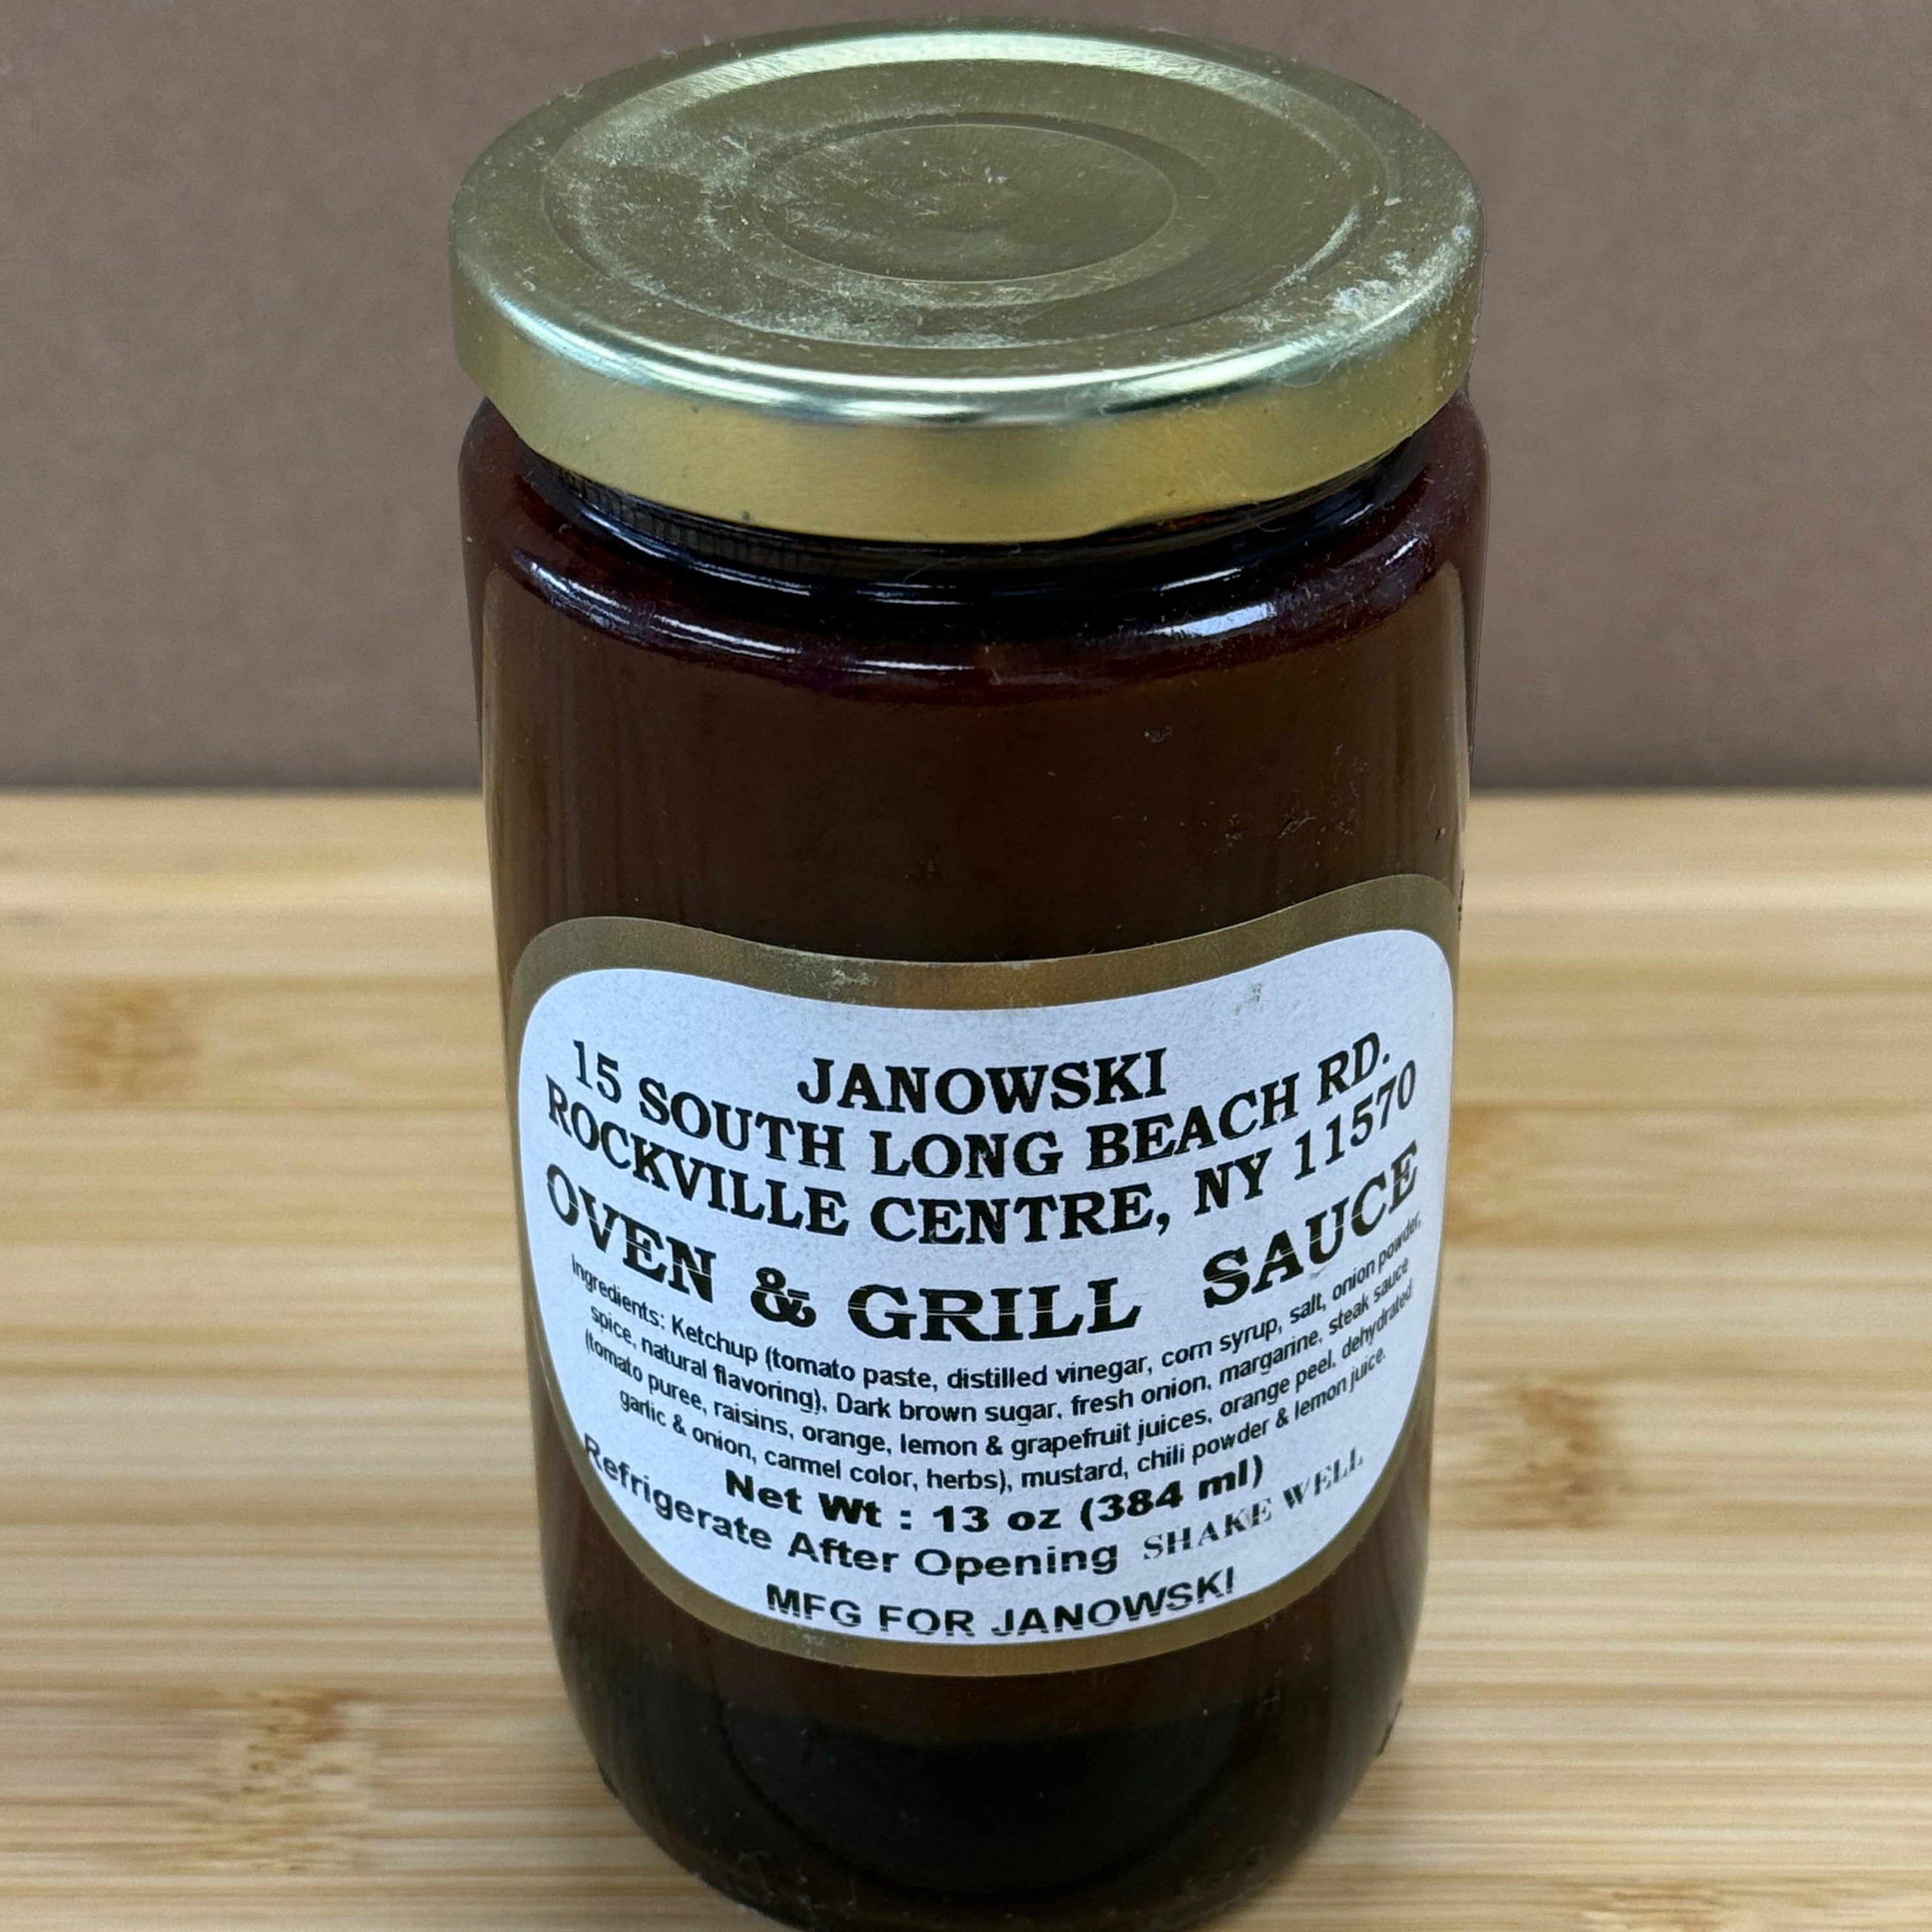 JANOWSKI
15 SOUTH LONG BEACH RD.
ROCKVILLE CENTRE, NY 11570
OVEN & GRILL SAUCE
Ingredients: Ketchup (tomato paste, distilled vinegar, corn syrup, salt, onion powder,
spice, natural flavoring), Dark brown sugar, fresh onion, margarine, steak sauce
(tomato puree, raisins, orange, lemon & grapefruit juices, orange peel, dehydrated
garlic & onion, carmel color, herbs), mustard, chili powder & lemon juice.
Net Wt : 13 oz (384 ml)
Refrigerate After Opening SHAKE WELL
MFG FOR JANOWSKI